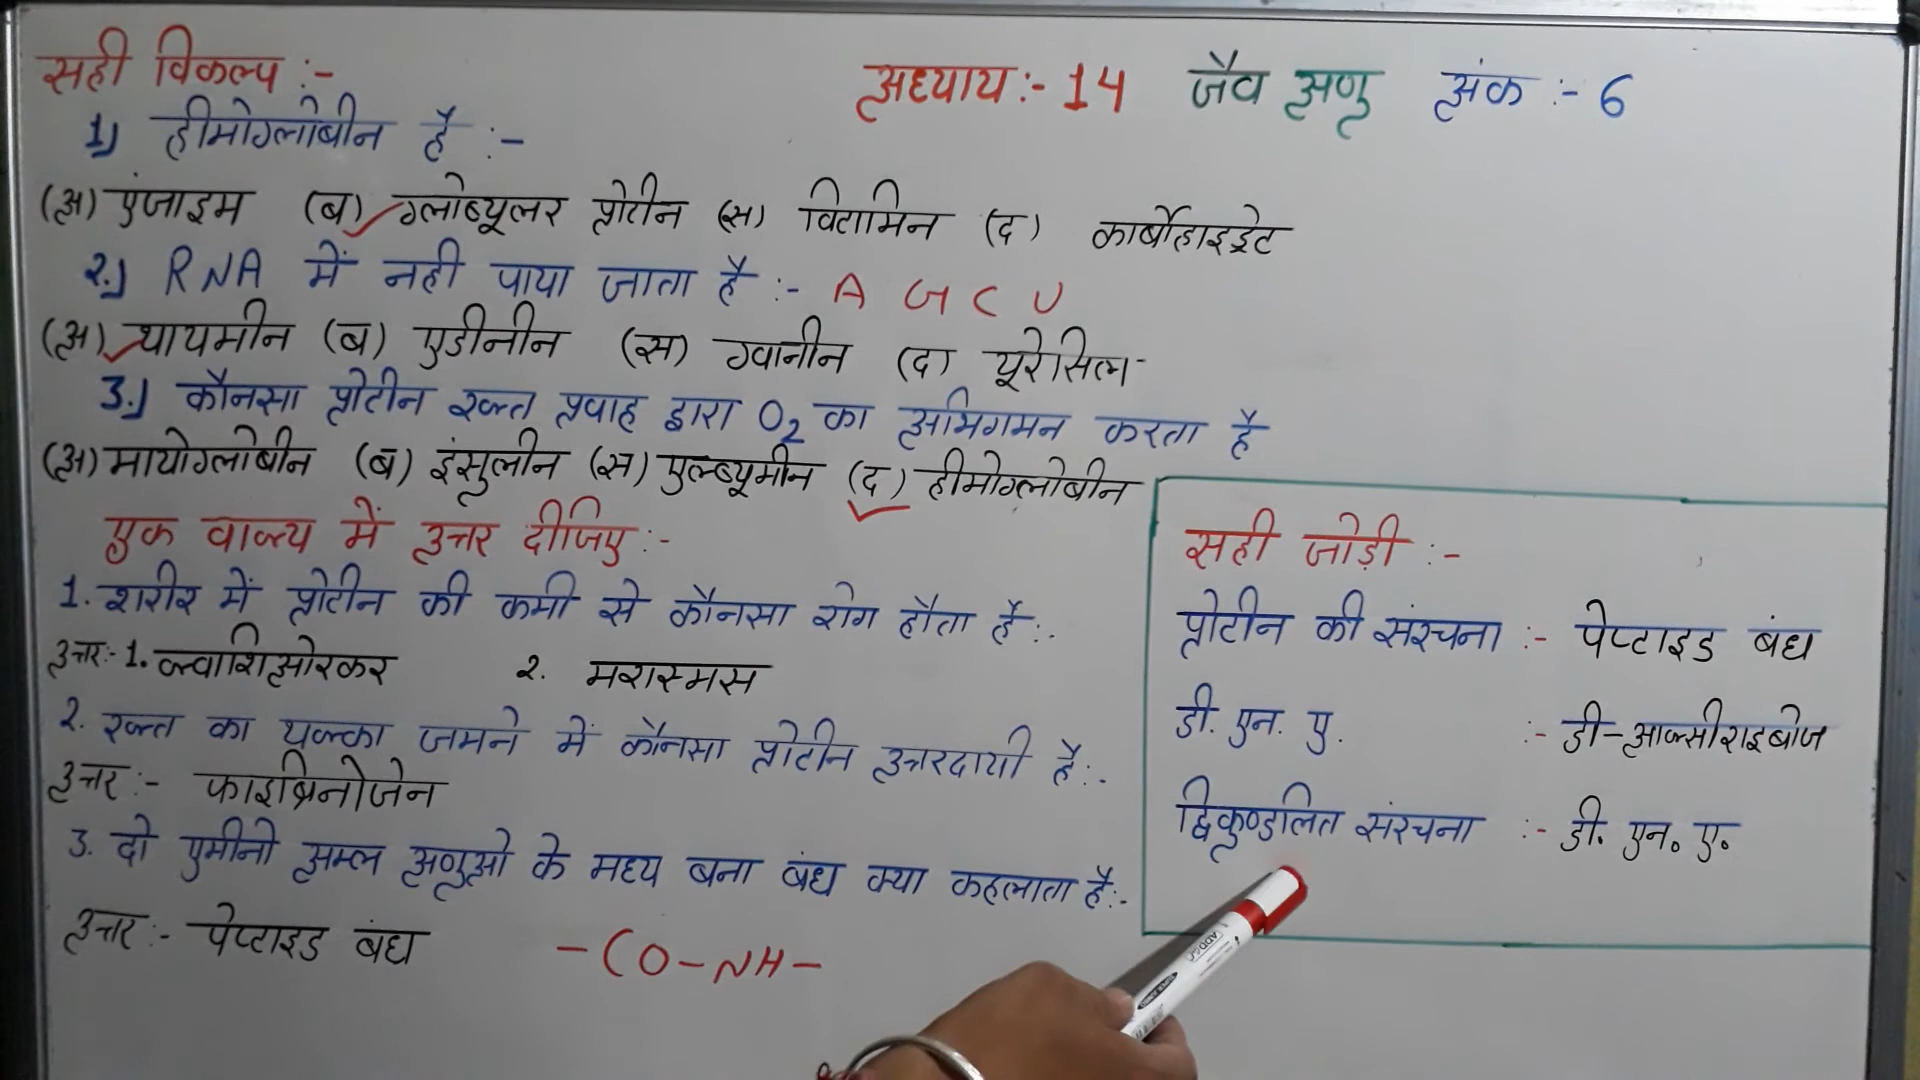 सही विकल्प :-
अध्याय :- 14 जैव अणु अंक :- 6
1) हीमोग्लोबीन है :-
(अ) एंजाइम (ब) ग्लोब्यूलर प्रोटीन (स) विटामिन (द) कार्बोहाइड्रेट
2.) RNA में नही पाया जाता है :- A G C U
(अ) थायमीन (ब) एडीनीन (स) ग्वानीन (द) यूरेसिल
3.) कौनसा प्रोटीन रक्त प्रवाह द्वारा O₂ का अभिगमन करता है
(अ) मायोग्लोबीन (ब) इंसुलीन (स) एल्ब्यूमीन (द) हीमोग्लोबीन
एक वाक्य में उत्तर दीजिए :-
1. शरीर में प्रोटीन की कमी से कौनसा रोग होता है :-
उत्तर :- 1. क्वाशिओरकर 2. मरास्मस
2. रक्त का थक्का जमने में कौनसा प्रोटीन उत्तरदायी है :-
उत्तर :- फाइब्रिनोजेन
3. दो एमीनो अम्ल अणुओ के मध्य बना बंध क्या कहलाता है :-
उत्तर :- पेप्टाइड बंध -CO-NH-
सही जोड़ी :-
प्रोटीन की संरचना :- पेप्टाइड बंध
डी. एन. ए. :- डी-आक्सीराइबोज
द्विकुण्डलित संरचना :- डी. एन. ए.